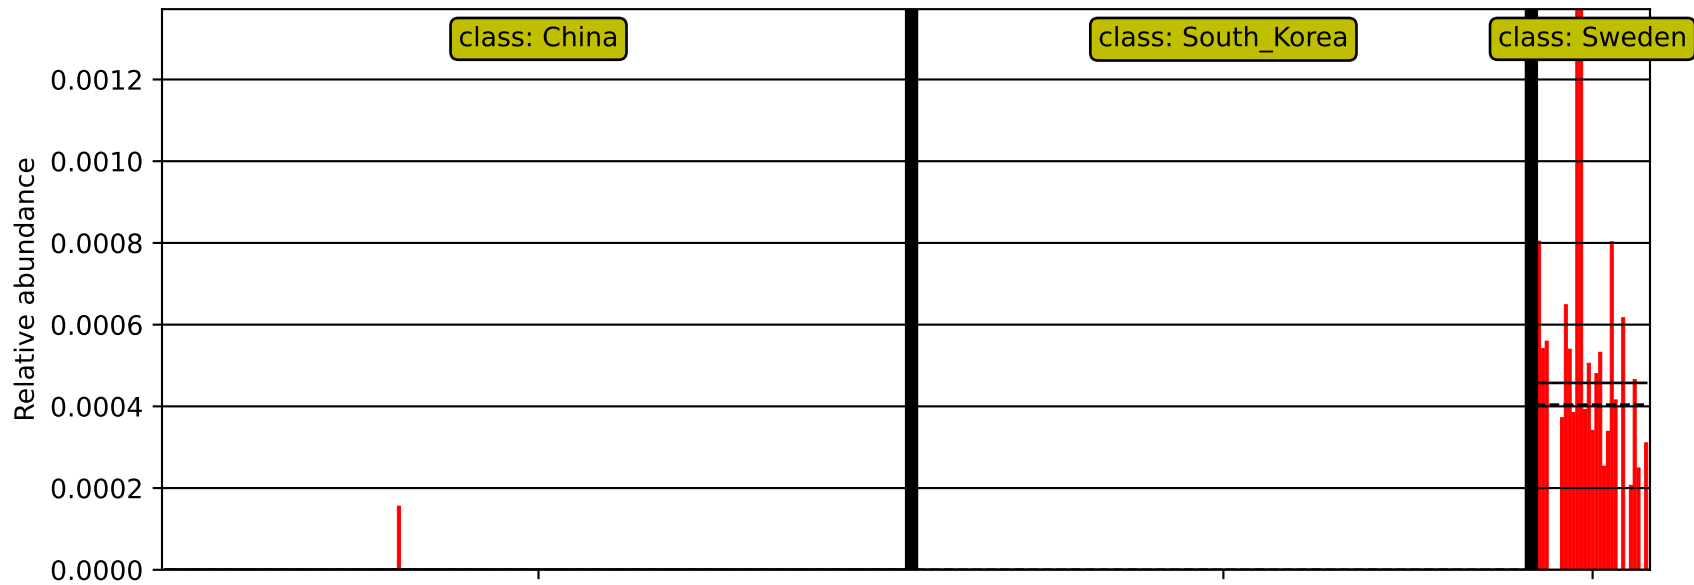 class: China
class: South_Korea
class: Sweden
Relative abundance
0.0012
0.0010
0.0008
0.0006
0.0004
0.0002
0.0000